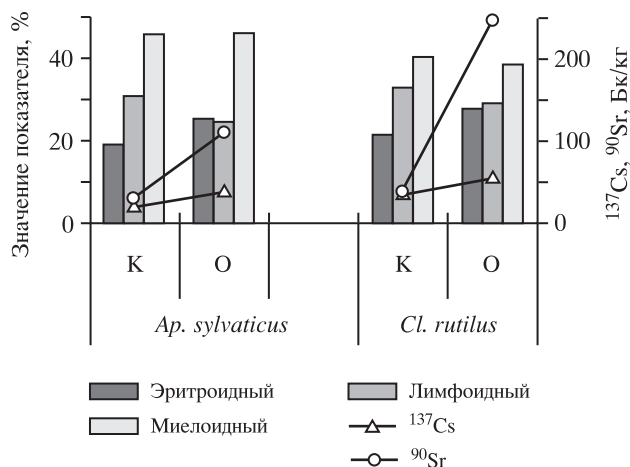 Значение показателя, %
40
20
0
200
100
0
¹³⁷Cs, ⁹⁰Sr, Бк/кг
К О К О
Ap. sylvaticus Cl. rutilus
Эритроидный Лимфоидный
Миелоидный ¹³⁷Cs
⁹⁰Sr